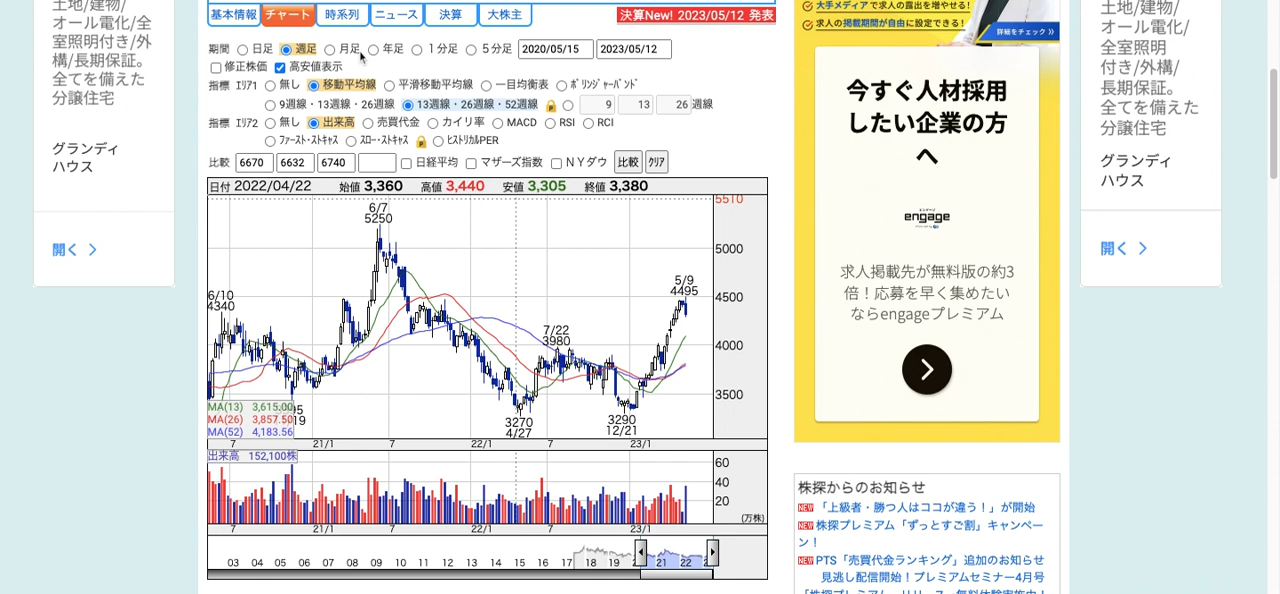 土地/建物/
オール電化/全
室照明付き/外
構/長期保証。
全てを備えた
分譲住宅
グランディ
ハウス
開く
基本情報 チャート 時系列 ニュース 決算 大株主
決算New! 2023/05/12 発表
期間 日足 週足 月足 年足 1分足 5分足 2020/05/15 2023/05/12
修正株価 高安値表示
指標 ｴﾘｱ1 無し 移動平均線 平滑移動平均線 一目均衡表 ﾎﾞﾘﾝｼﾞｬｰﾊﾞﾝﾄﾞ
9週線・13週線・26週線 13週線・26週線・52週線 9 13 26 週線
指標 ｴﾘｱ2 無し 出来高 売買代金 カイリ率 MACD RSI RCI
ﾌｧｰｽﾄ･ｽﾄｷｬｽ ｽﾛｰ･ｽﾄｷｬｽ ﾋｽﾄﾘｶﾙPER
比較 6670 6632 6740 日経平均 マザーズ指数 ＮＹダウ 比較 ｸﾘｱ
日付 2022/04/22 始値 3,360 高値 3,440 安値 3,305 終値 3,380
5510
6/7
5250
5000
5/9
4495
4500
6/10
4340
7/22
3980
4000
3500
MA(13) 3,615.00
MA(26) 3,857.50
MA(52) 4,183.56
3270
4/27
3290
12/21
7 21/1 7 22/1 7 23/1
出来高 152,100株
60
40
20
(万株)
7 21/1 7 22/1 7 23/1
03 04 05 06 07 08 09 10 11 12 13 14 15 16 17 18 19 21 22
大手メディアで求人の露出を増やせる!
求人の掲載期間が自由に設定できる!
詳細をチェック
今すぐ人材採用
したい企業の方
へ
engage
求人掲載先が無料版の約3
倍！応募を早く集めたい
ならengageプレミアム
株探からのお知らせ
NEW 「上級者・勝つ人はココが違う！」が開始
NEW 株探プレミアム「ずっとすご割」キャンペー
ン！
NEW PTS「売買代金ランキング」追加のお知らせ
見逃し配信開始！プレミアムセミナー4月号
土地/建物/
オール電化/
全室照明
付き/外構/
長期保証。
全てを備えた
分譲住宅
グランディ
ハウス
開く